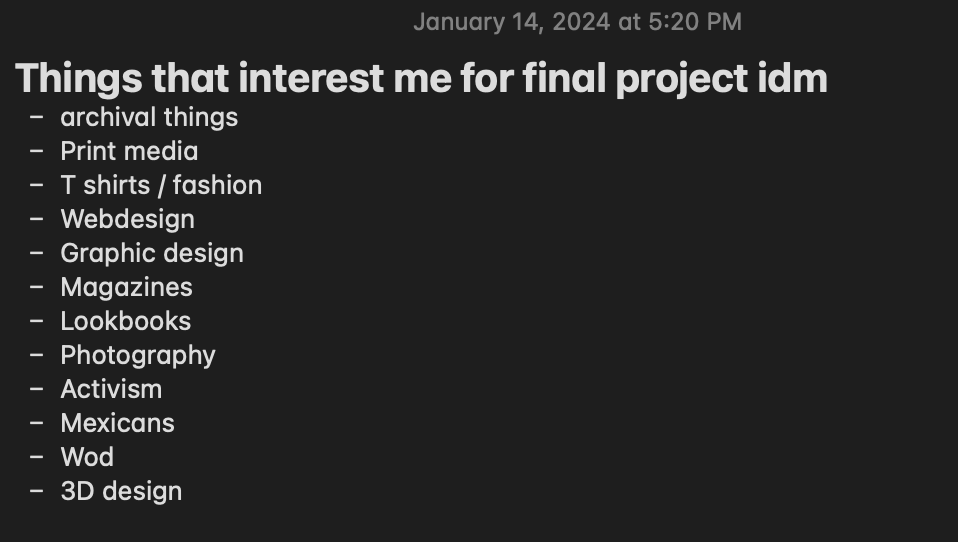 January 14, 2024 at 5:20 PM
Things that interest me for final project idm
– archival things
– Print media
– T shirts / fashion
– Webdesign
– Graphic design
– Magazines
– Lookbooks
– Photography
– Activism
– Mexicans
– Wod
– 3D design